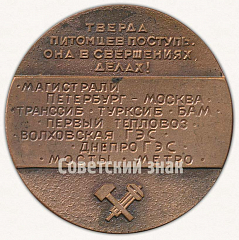 ТВЕРДА
ПИТОМЦЕВ ПОСТУПЬ.
ОНА В СВЕРШЕНИЯХ,
ДЕЛАХ!
·МАГИСТРАЛИ
ПЕТЕРБУРГ – МОСКВА·
·ТРАНССИБ·ТУРКСИБ·БАМ·
·ПЕРВЫЙ ТЕПЛОВОЗ·
·ВОЛХОВСКАЯ ГЭС·
·ДНЕПРОГЭС·
·МОСТЫ·МЕТРО·
Советский Знак